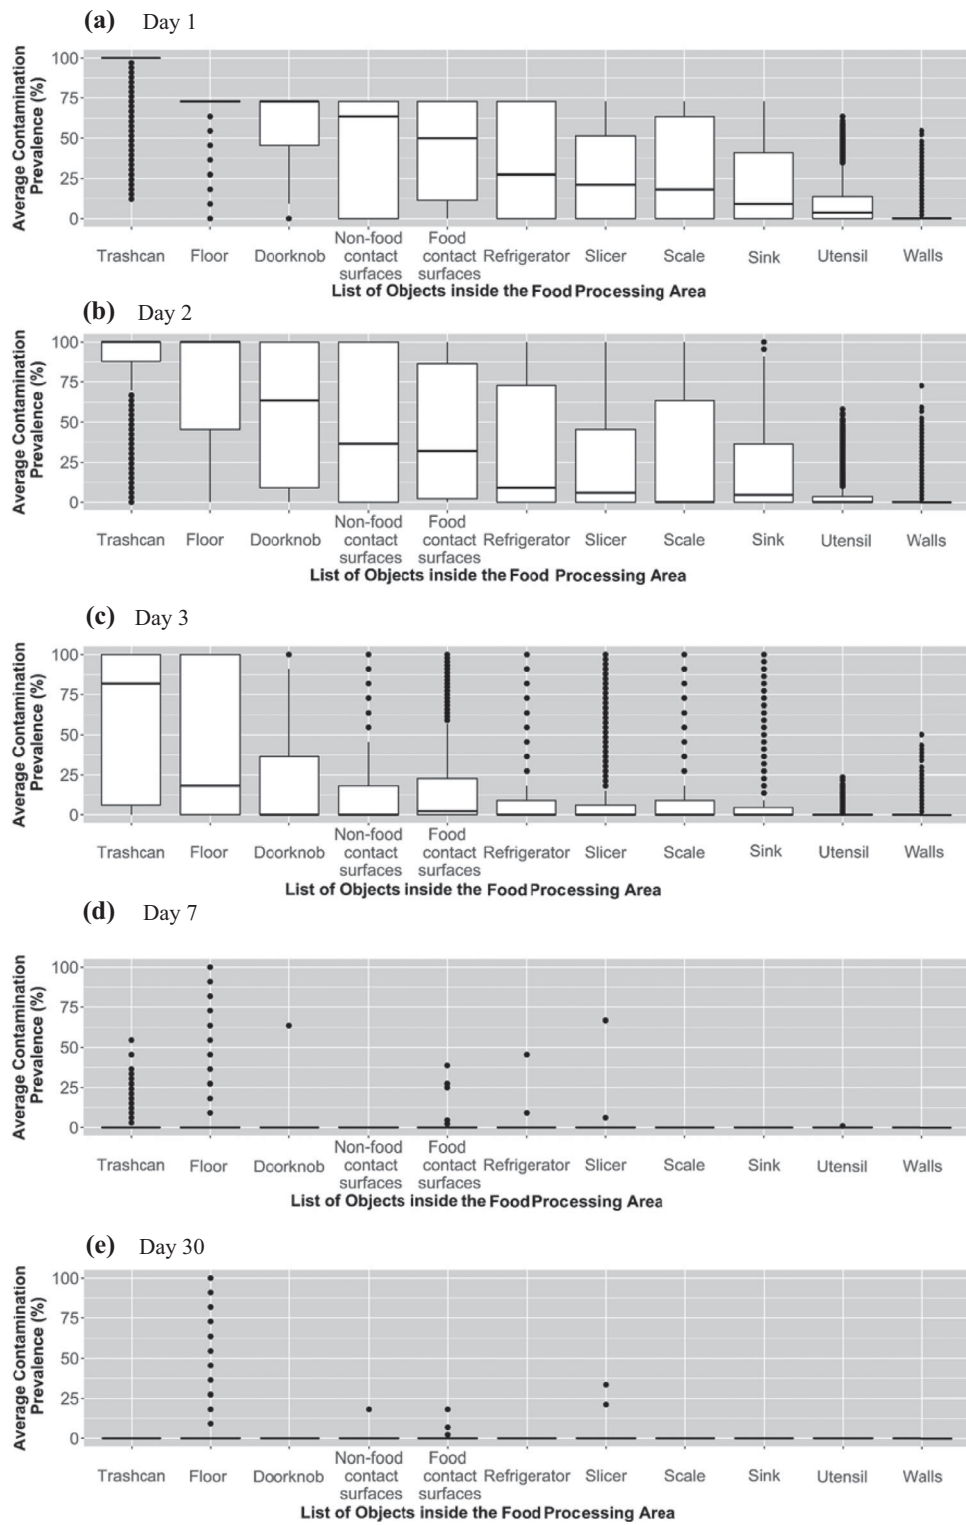 (a) Day 1
Average Contamination
Prevalence (%)
100
75
50
25
0
Trashcan Floor Doorknob Non-food contact surfaces Food contact surfaces Refrigerator Slicer Scale Sink Utensil Walls
List of Objects inside the Food Processing Area
(b) Day 2
Average Contamination
Prevalence (%)
100
75
50
25
0
Trashcan Floor Doorknob Non-food contact surfaces Food contact surfaces Refrigerator Slicer Scale Sink Utensil Walls
List of Objects inside the Food Processing Area
(c) Day 3
Average Contamination
Prevalence (%)
100
75
50
25
0
Trashcan Floor Doorknob Non-food contact surfaces Food contact surfaces Refrigerator Slicer Scale Sink Utensil Walls
List of Objects inside the Food Processing Area
(d) Day 7
Average Contamination
Prevalence (%)
100
75
50
25
0
Trashcan Floor Doorknob Non-food contact surfaces Food contact surfaces Refrigerator Slicer Scale Sink Utensil Walls
List of Objects inside the Food Processing Area
(e) Day 30
Average Contamination
Prevalence (%)
100
75
50
25
0
Trashcan Floor Doorknob Non-food contact surfaces Food contact surfaces Refrigerator Slicer Scale Sink Utensil Walls
List of Objects inside the Food Processing Area